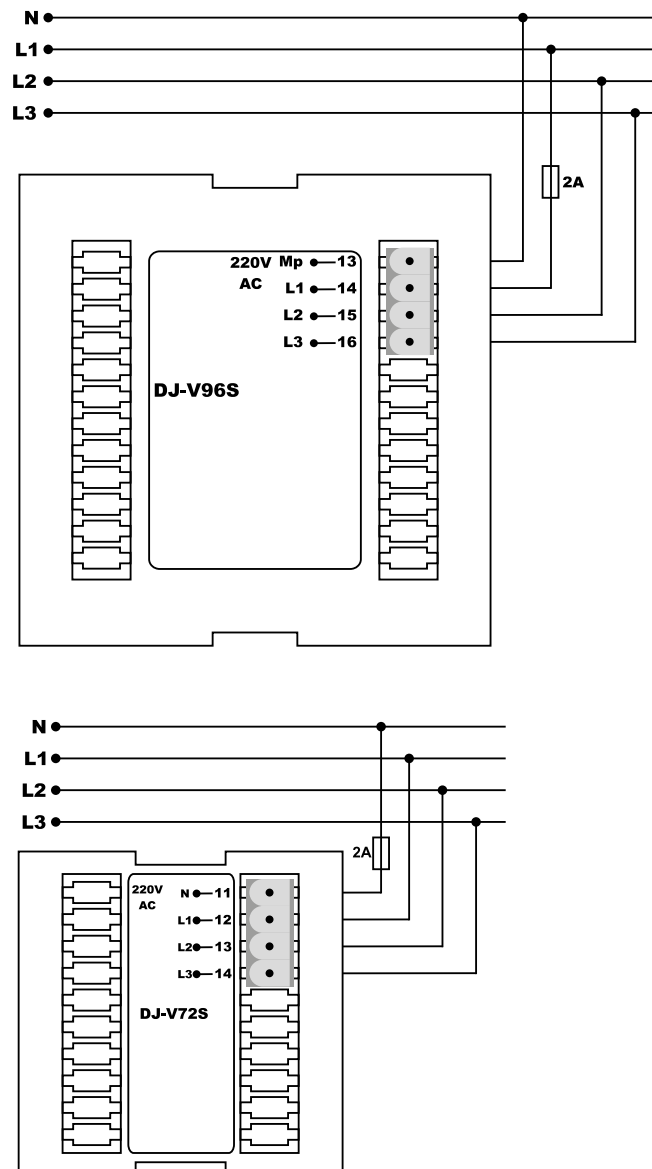 N
L1
L2
L3
2A
220V Mp 13
AC L1 14
L2 15
L3 16
DJ-V96S
N
L1
L2
L3
2A
220V N 11
AC
L1 12
L2 13
L3 14
DJ-V72S